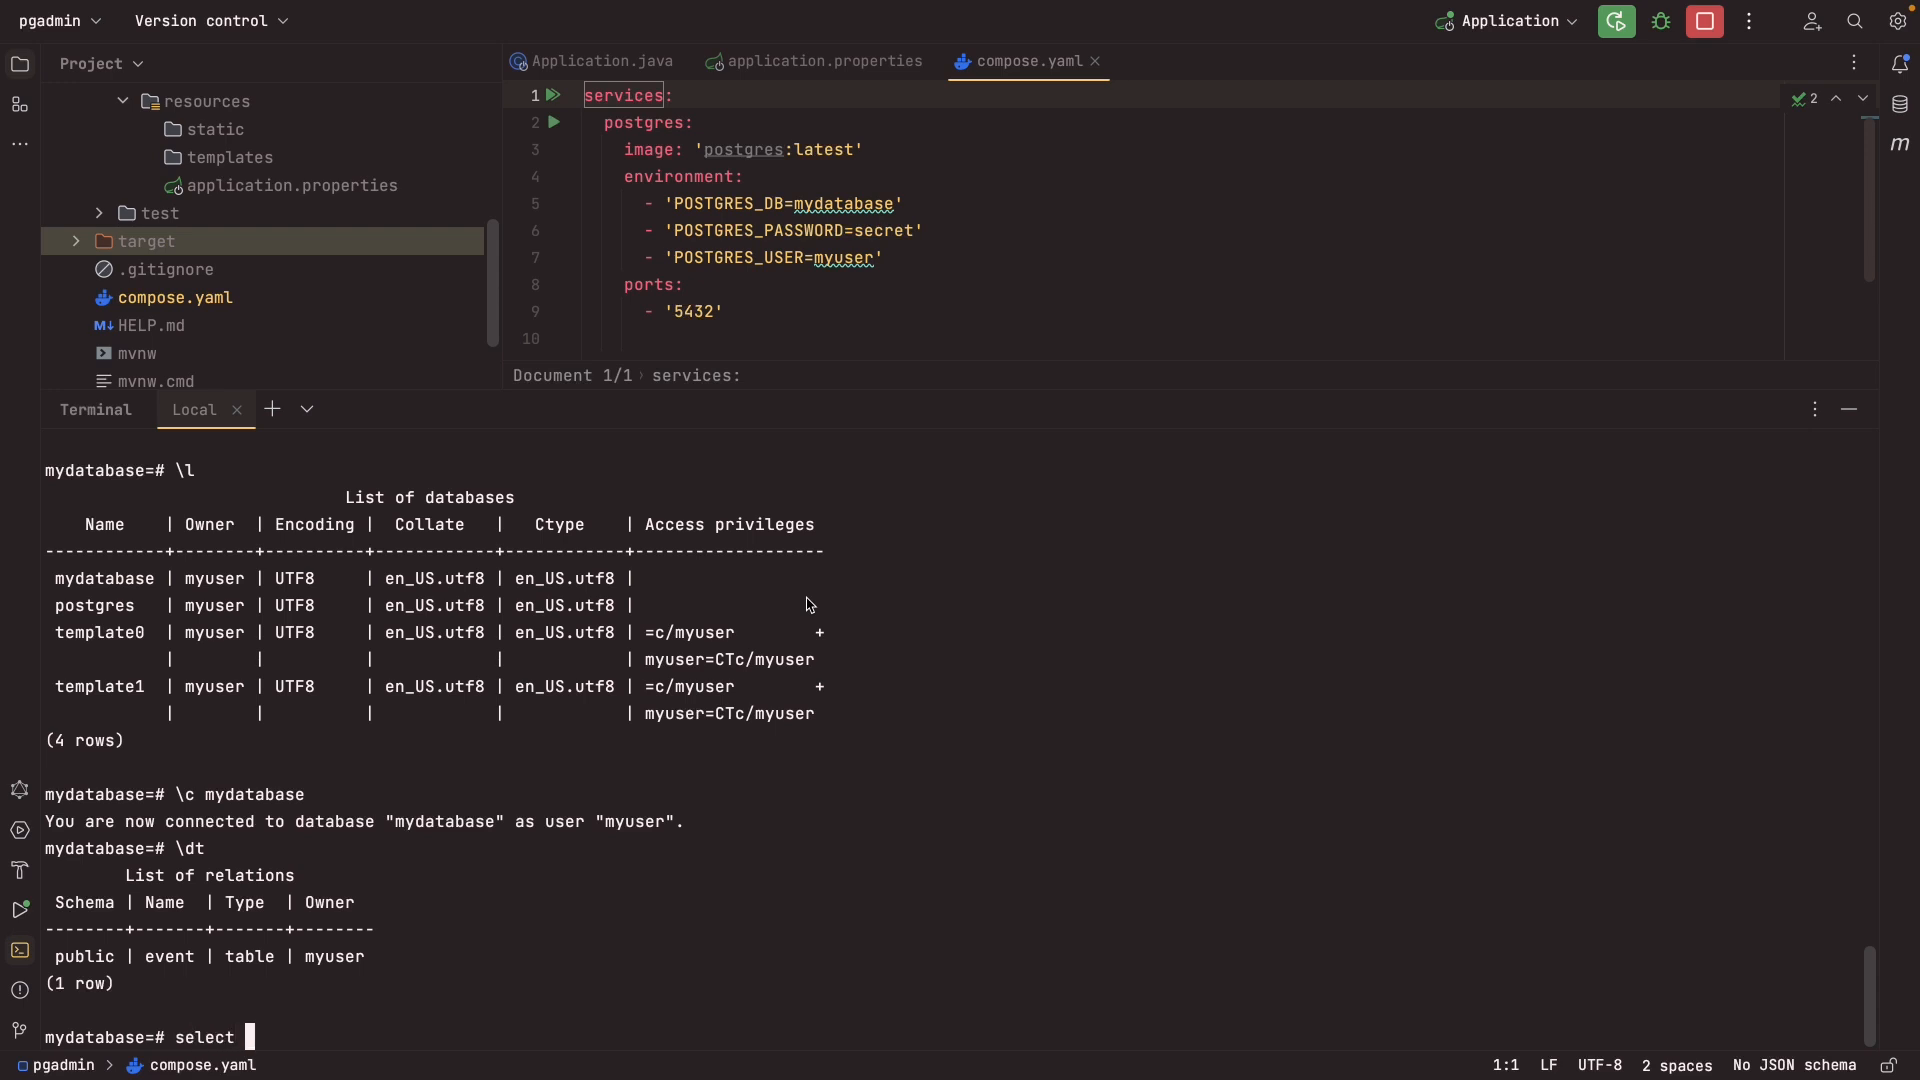 pgadmin
Version control
Application
Project
resources
static
templates
application.properties
test
target
.gitignore
compose.yaml
M↓ HELP.md
mvnw
mvnw.cmd
Application.java
application.properties
compose.yaml
1 services:
2 postgres:
3 image: 'postgres:latest'
4 environment:
5 - 'POSTGRES_DB=mydatabase'
6 - 'POSTGRES_PASSWORD=secret'
7 - 'POSTGRES_USER=myuser'
8 ports:
9 - '5432'
10
2
m
Document 1/1 › services:
Terminal
Local
mydatabase=# \l
List of databases
Name | Owner | Encoding | Collate | Ctype | Access privileges
------------+--------+----------+------------+------------+-------------------
mydatabase | myuser | UTF8 | en_US.utf8 | en_US.utf8 |
postgres | myuser | UTF8 | en_US.utf8 | en_US.utf8 |
template0 | myuser | UTF8 | en_US.utf8 | en_US.utf8 | =c/myuser +
| | | | | myuser=CTc/myuser
template1 | myuser | UTF8 | en_US.utf8 | en_US.utf8 | =c/myuser +
| | | | | myuser=CTc/myuser
(4 rows)
mydatabase=# \c mydatabase
You are now connected to database "mydatabase" as user "myuser".
mydatabase=# \dt
List of relations
Schema | Name | Type | Owner
--------+-------+-------+--------
public | event | table | myuser
(1 row)
mydatabase=# select
pgadmin > compose.yaml
1:1 LF UTF-8 2 spaces No JSON schema